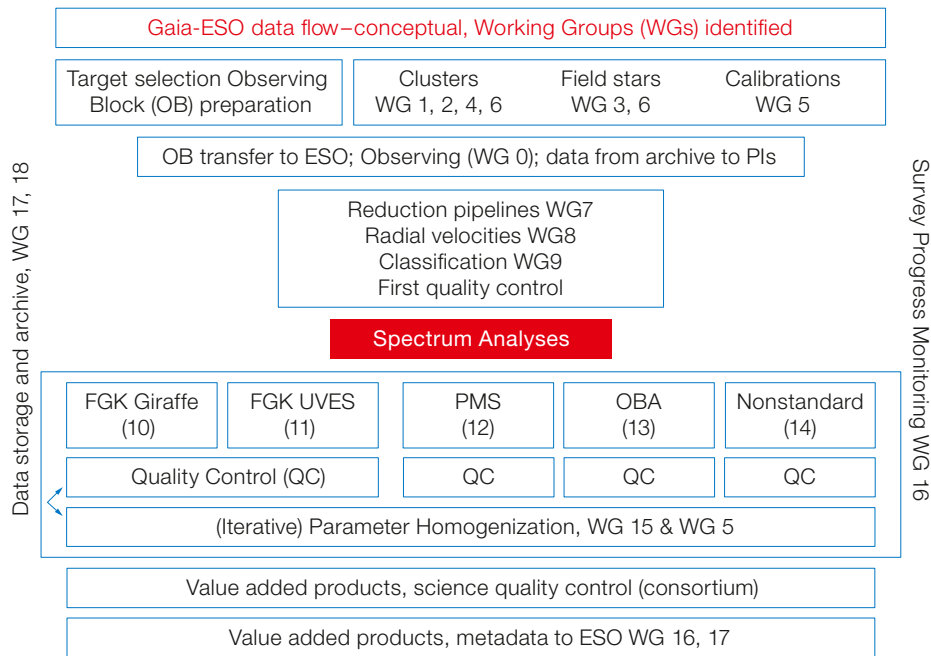 Gaia-ESO data flow–conceptual, Working Groups (WGs) identified
Target selection Observing
Block (OB) preparation
Clusters
WG 1, 2, 4, 6
Field stars
WG 3, 6
Calibrations
WG 5
OB transfer to ESO; Observing (WG 0); data from archive to PIs
Reduction pipelines WG7
Radial velocities WG8
Classification WG9
First quality control
Spectrum Analyses
FGK Giraffe
(10)
FGK UVES
(11)
PMS
(12)
OBA
(13)
Nonstandard
(14)
Quality Control (QC)
QC
QC
QC
(Iterative) Parameter Homogenization, WG 15 & WG 5
Value added products, science quality control (consortium)
Value added products, metadata to ESO WG 16, 17
Data storage and archive, WG 17, 18
Survey Progress Monitoring WG 16